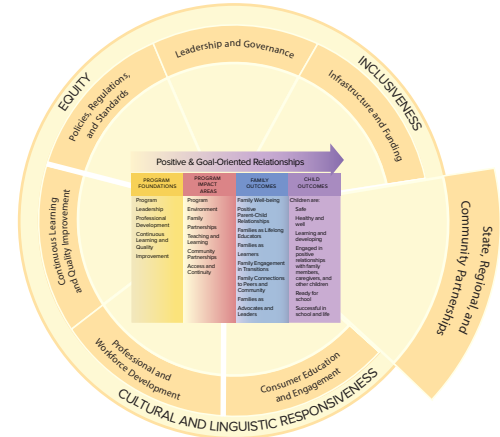 Leadership and Governance
INCLUSIVENESS
Infrastructure and Funding
State, Regional and
Community Partnerships
Consumer Education
and Engagement
CULTURAL AND LINGUISTIC RESPONSIVENESS
Professional and
Workforce Development
Continuous Learning
and Quality Improvement
EQUITY
Policies, Regulations,
and Standards
Positive & Goal-Oriented Relationships
PROGRAM
FOUNDATIONS
Program
Leadership
Professional
Development
Continuous
Learning and
Quality
Improvement
PROGRAM
IMPACT
AREAS
Program
Environment
Family
Partnerships
Teaching and
Learning
Community
Partnerships
Access and
Continuity
FAMILY
OUTCOMES
Family Well-being
Positive
Parent-Child
Relationships
Families as Lifelong
Educators
Families as
Learners
Family Engagement
in Transitions
Family Connections
to Peers and
Community
Families as
Advocates and
Leaders
CHILD
OUTCOMES
Children are:
Safe
Healthy and
well
Learning and
developing
Engaged in
positive
relationships
with family
members,
caregivers, and
other children
Ready for
school
Successful in
school and life